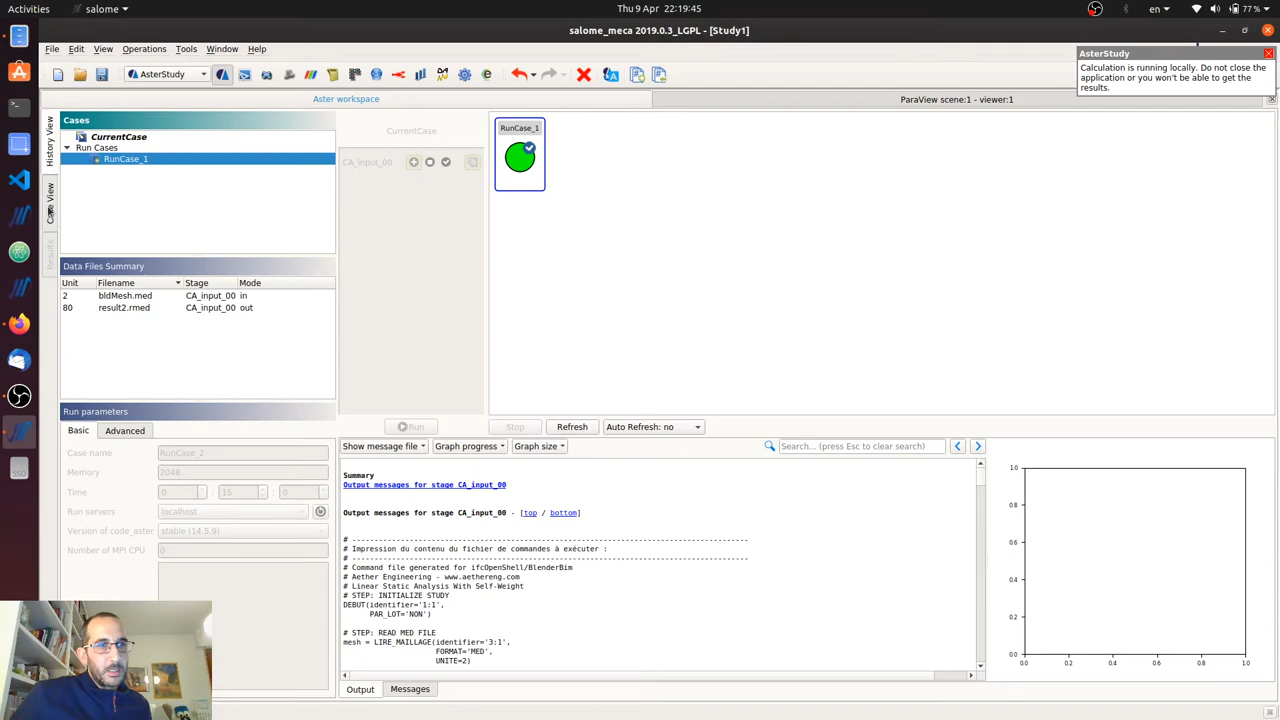 Activities
salome
Thu 9 Apr 22:19:45
en
77 %
salome_meca 2019.0.3_LGPL - [Study1]
File Edit View Operations Tools Window Help
AsterStudy
AsterStudy
Calculation is running locally. Do not close the
application or you won't be able to get the
results.
Aster workspace
ParaView scene:1 - viewer:1
History View
Case View
Results
Cases
CurrentCase
Run Cases
RunCase_1
CurrentCase
CA_input_00
RunCase_1
Data Files Summary
Unit Filename Stage Mode
2 bldMesh.med CA_input_00 in
80 result2.rmed CA_input_00 out
Run parameters
Basic Advanced
Case name RunCase_2
Memory 2048
Time 0 : 15 : 0
Run servers localhost
Version of code_aster stable (14.5.9)
Number of MPI CPU 0
Run Stop Refresh Auto Refresh: no
Show message file Graph progress Graph size Search... (press Esc to clear search)
Summary
Output messages for stage CA_input_00
Output messages for stage CA_input_00 - [top / bottom]
# ------------------------------------------------------------------------------------
# Impression du contenu du fichier de commandes à exécuter :
# ------------------------------------------------------------------------------------
# Command file generated for ifcOpenShell/BlenderBim
# Aether Engineering - www.aethereng.com
# Linear Static Analysis With Self-Weight
# STEP: INITIALIZE STUDY
DEBUT(identifier='1:1',
PAR_LOT='NON')
# STEP: READ MED FILE
mesh = LIRE_MAILLAGE(identifier='3:1',
FORMAT='MED',
UNITE=2)
1.0
0.8
0.6
0.4
0.2
0.0
0.0 0.2 0.4 0.6 0.8 1.0
Output Messages